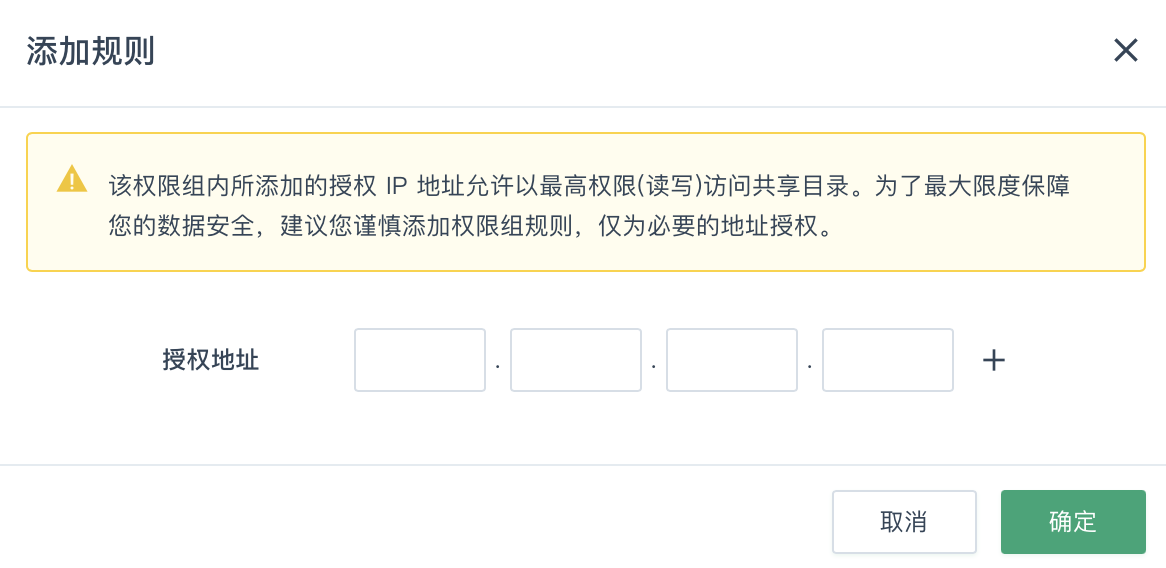 添加规则
该权限组内所添加的授权 IP 地址允许以最高权限(读写)访问共享目录。为了最大限度保障
您的数据安全，建议您谨慎添加权限组规则，仅为必要的地址授权。
授权地址 . . . +
取消 确定